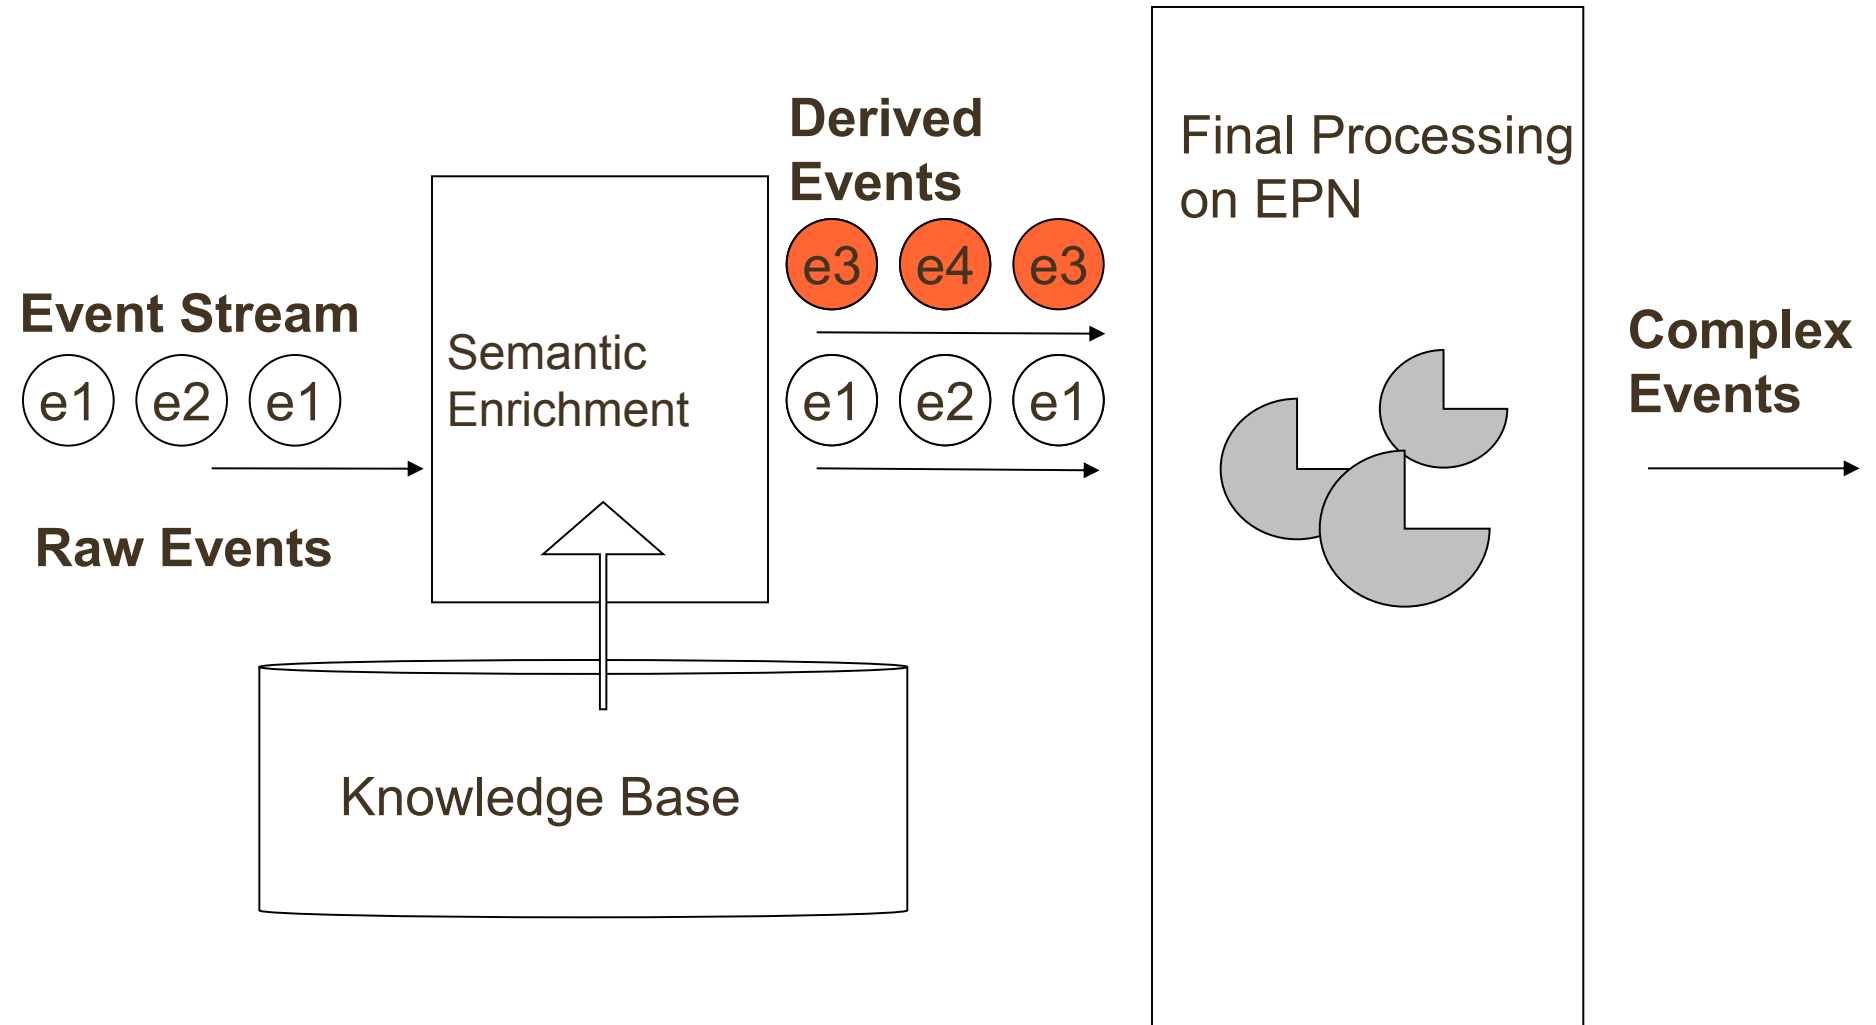 Event Stream
e1 e2 e1
Raw Events
Semantic
Enrichment
Knowledge Base
Derived
Events
e3 e4 e3
e1 e2 e1
Final Processing
on EPN
Complex
Events